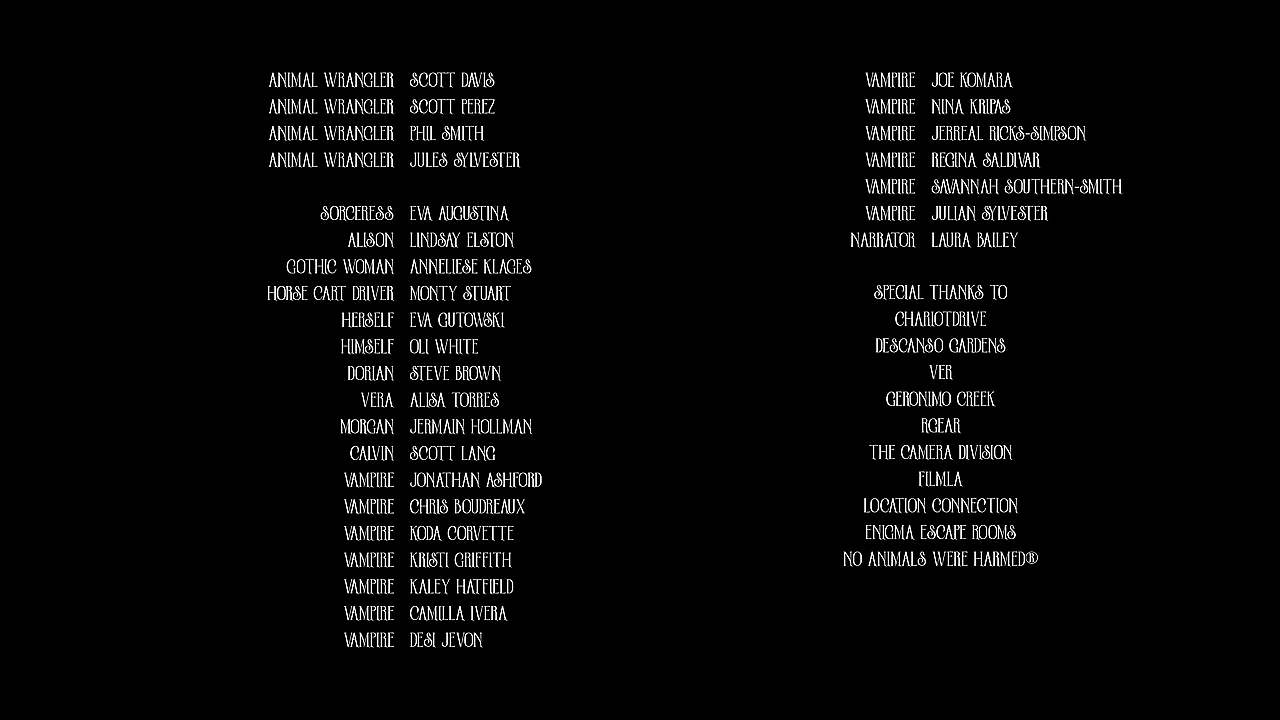 ANIMAL WRANGLER SCOTT DAVIS
ANIMAL WRANGLER SCOTT PEREZ
ANIMAL WRANGLER PHIL SMITH
ANIMAL WRANGLER JULES SYLVESTER
SORCERESS EVA AUGUSTINA
ALISON LINDSAY ELSTON
GOTHIC WOMAN ANNELIESE KLAGES
HORSE CART DRIVER MONTY STUART
HERSELF EVA GUTOWSKI
HIMSELF OLI WHITE
DORIAN STEVE BROWN
VERA ALISA TORRES
MORGAN JERMAIN HOLLMAN
CALVIN SCOTT LANG
VAMPIRE JONATHAN ASHFORD
VAMPIRE CHRIS BOUDREAUX
VAMPIRE KODA CORVETTE
VAMPIRE KRISTI GRIFFITH
VAMPIRE KALEY HATFIELD
VAMPIRE CAMILLA IVERA
VAMPIRE DESI JEVON
VAMPIRE JOE KOMARA
VAMPIRE NINA KRIPAS
VAMPIRE JERREAL RICKS-SIMPSON
VAMPIRE REGINA SALDIVAR
VAMPIRE SAVANNAH SOUTHERN-SMITH
VAMPIRE JULIAN SYLVESTER
NARRATOR LAURA BAILEY
SPECIAL THANKS TO
CHARIOTDRIVE
DESCANSO GARDENS
VER
GERONIMO CREEK
RGEAR
THE CAMERA DIVISION
FILMLA
LOCATION CONNECTION
ENIGMA ESCAPE ROOMS
NO ANIMALS WERE HARMED®